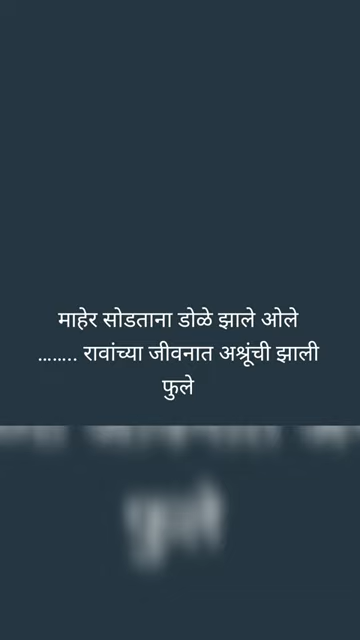 माहेर सोडताना डोळे झाले ओले
........ रावांच्या जीवनात अश्रूंची झाली
फुले